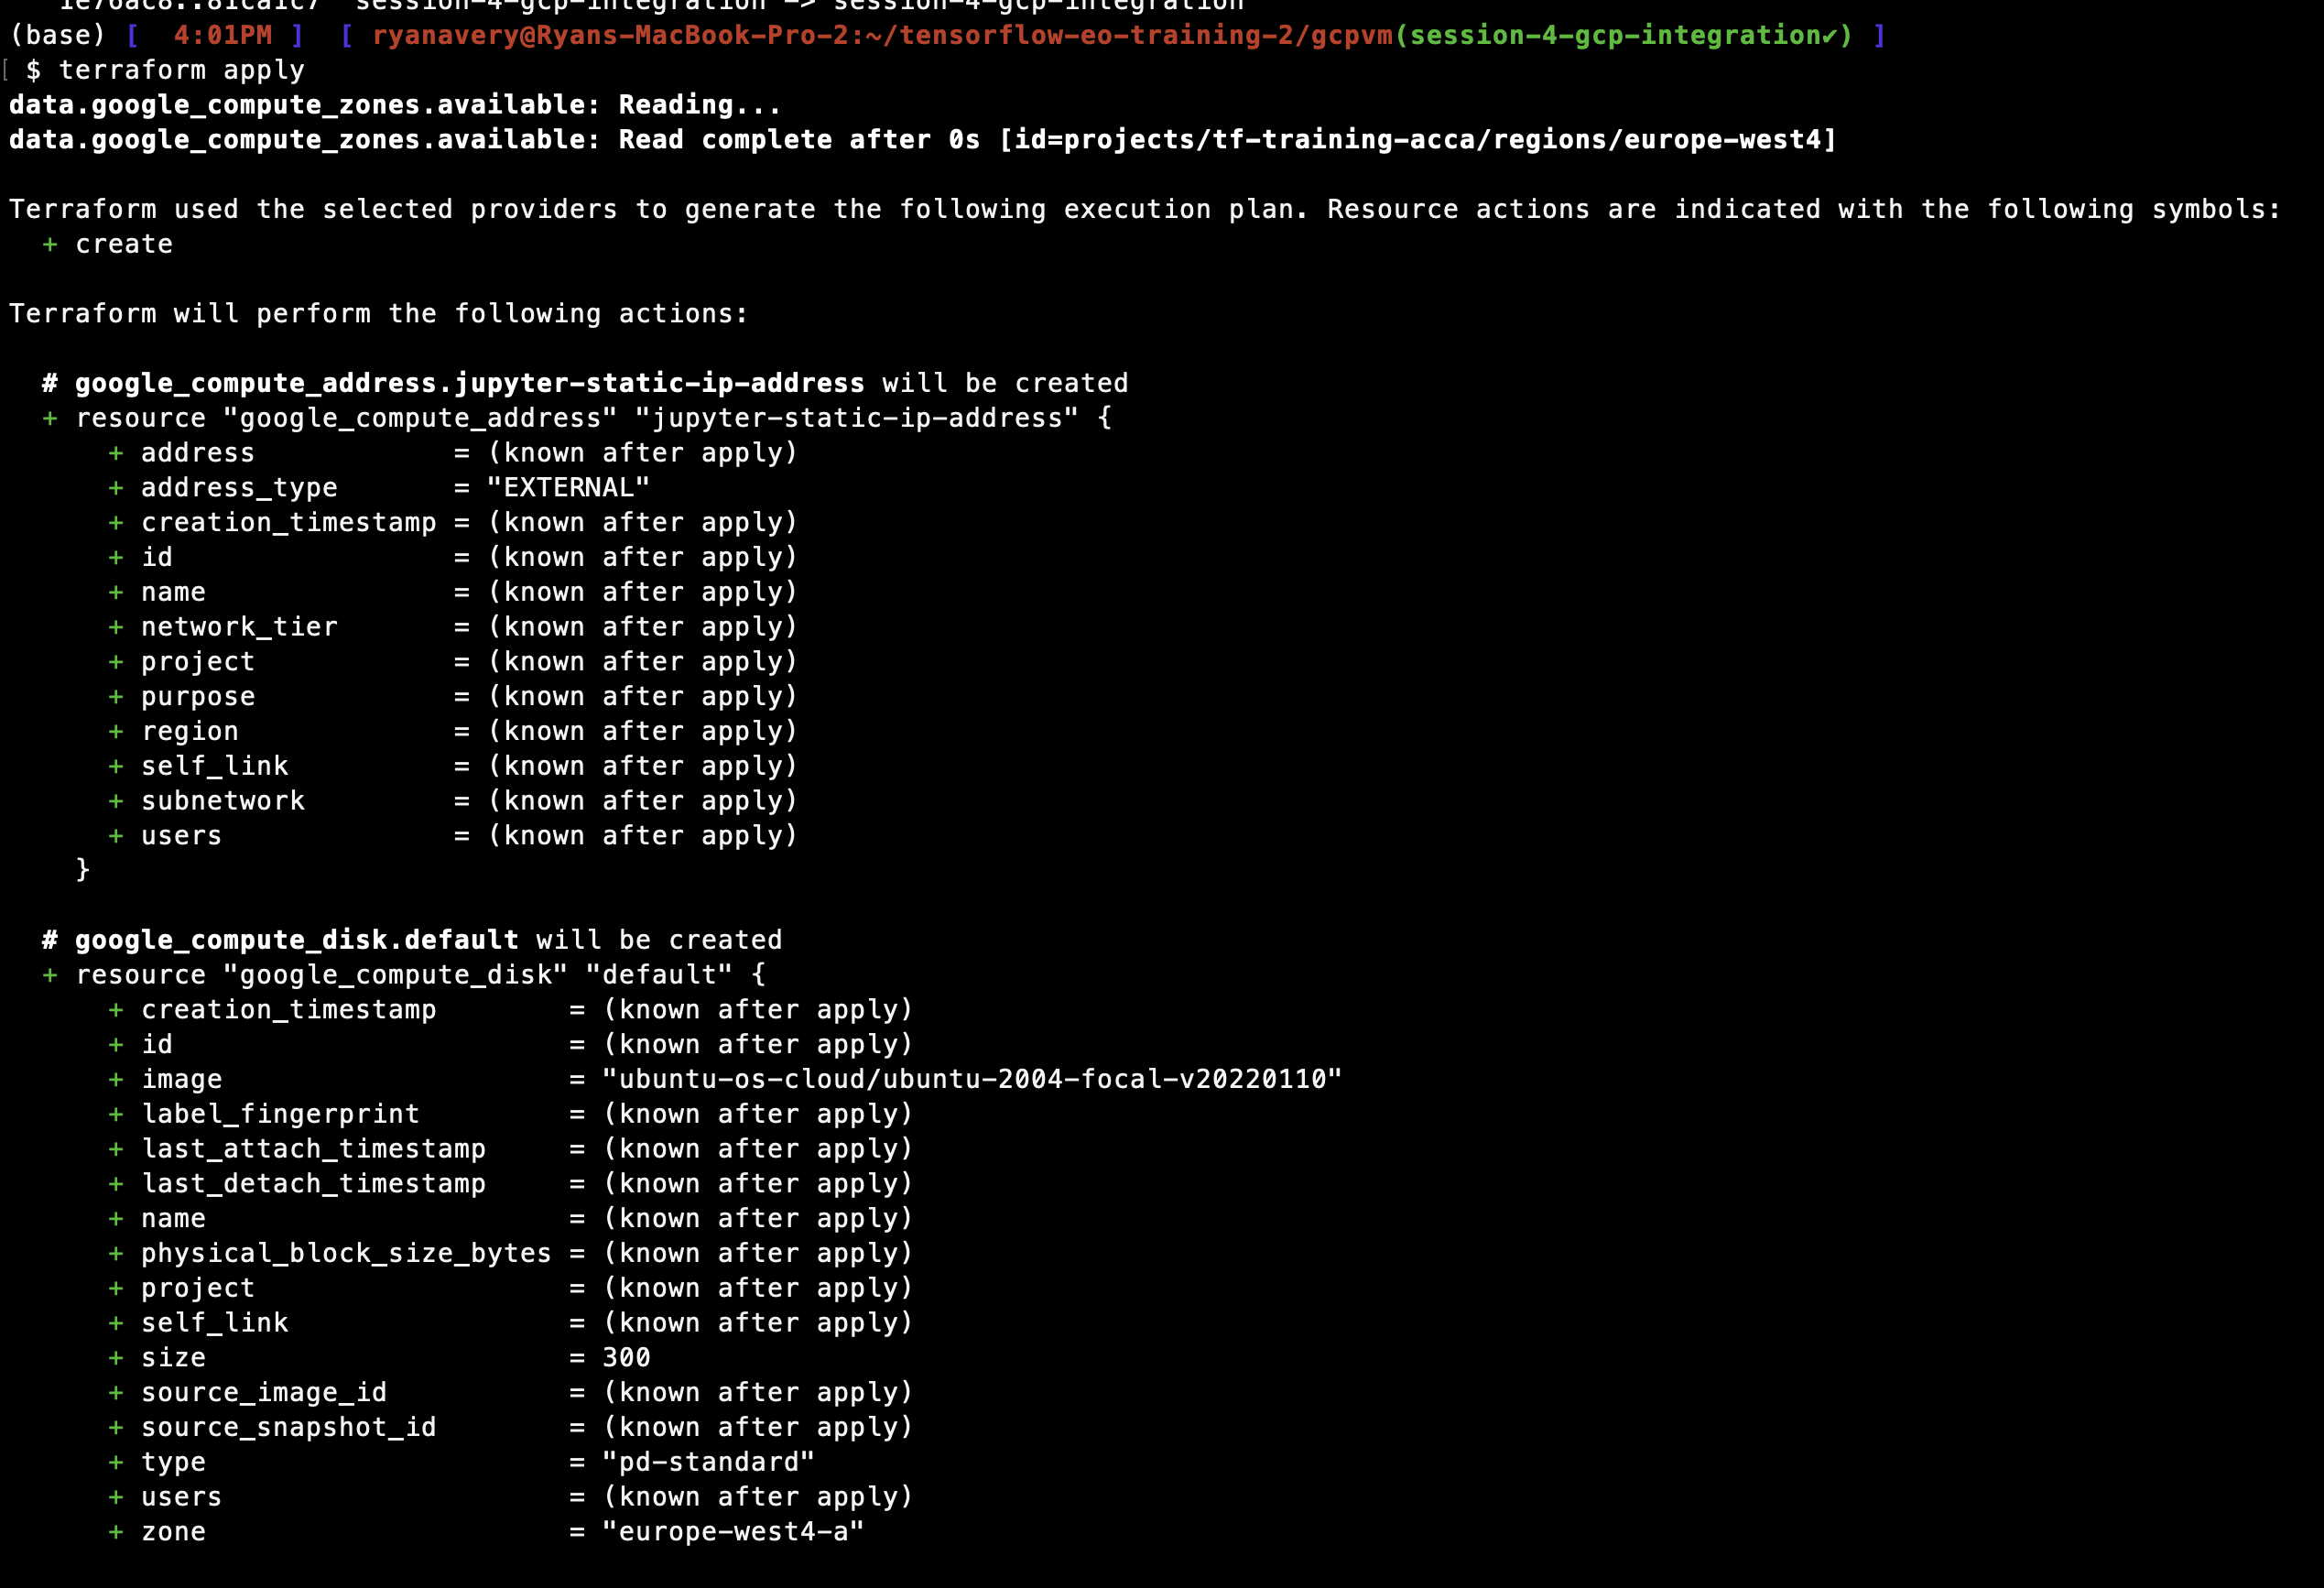 1e76ac8..81ca1c7  session-4-gcp-integration -> session-4-gcp-integration
(base) [  4:01PM ]  [ ryanavery@Ryans-MacBook-Pro-2:~/tensorflow-eo-training-2/gcpvm(session-4-gcp-integration✔) ]
[ $ terraform apply
data.google_compute_zones.available: Reading...
data.google_compute_zones.available: Read complete after 0s [id=projects/tf-training-acca/regions/europe-west4]
Terraform used the selected providers to generate the following execution plan. Resource actions are indicated with the following symbols:
  + create
Terraform will perform the following actions:
  # google_compute_address.jupyter-static-ip-address will be created
  + resource "google_compute_address" "jupyter-static-ip-address" {
      + address            = (known after apply)
      + address_type       = "EXTERNAL"
      + creation_timestamp = (known after apply)
      + id                 = (known after apply)
      + name               = (known after apply)
      + network_tier       = (known after apply)
      + project            = (known after apply)
      + purpose            = (known after apply)
      + region             = (known after apply)
      + self_link          = (known after apply)
      + subnetwork         = (known after apply)
      + users              = (known after apply)
    }
  # google_compute_disk.default will be created
  + resource "google_compute_disk" "default" {
      + creation_timestamp        = (known after apply)
      + id                        = (known after apply)
      + image                     = "ubuntu-os-cloud/ubuntu-2004-focal-v20220110"
      + label_fingerprint         = (known after apply)
      + last_attach_timestamp     = (known after apply)
      + last_detach_timestamp     = (known after apply)
      + name                      = (known after apply)
      + physical_block_size_bytes = (known after apply)
      + project                   = (known after apply)
      + self_link                 = (known after apply)
      + size                      = 300
      + source_image_id           = (known after apply)
      + source_snapshot_id        = (known after apply)
      + type                      = "pd-standard"
      + users                     = (known after apply)
      + zone                      = "europe-west4-a"